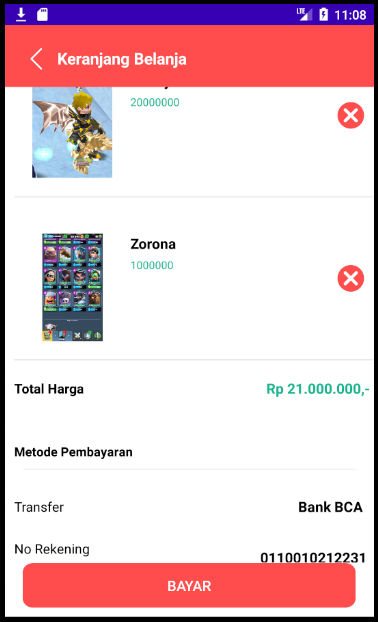 LTE 11:08
Keranjang Belanja
20000000
Zorona
1000000
Total Harga Rp 21.000.000,-
Metode Pembayaran
Transfer Bank BCA
No Rekening 0110010212231
BAYAR